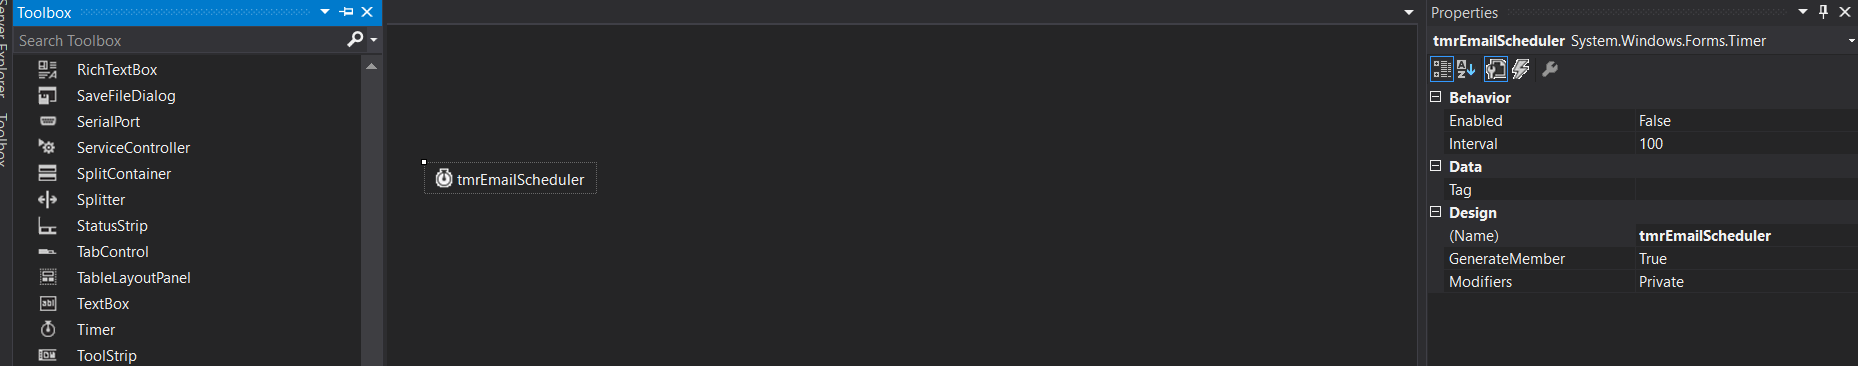 Server Explorer
Toolbox
Toolbox
Search Toolbox
RichTextBox
SaveFileDialog
SerialPort
ServiceController
SplitContainer
Splitter
StatusStrip
TabControl
TableLayoutPanel
TextBox
Timer
ToolStrip
tmrEmailScheduler
Properties
tmrEmailScheduler System.Windows.Forms.Timer
Behavior
Enabled False
Interval 100
Data
Tag
Design
(Name) tmrEmailScheduler
GenerateMember True
Modifiers Private